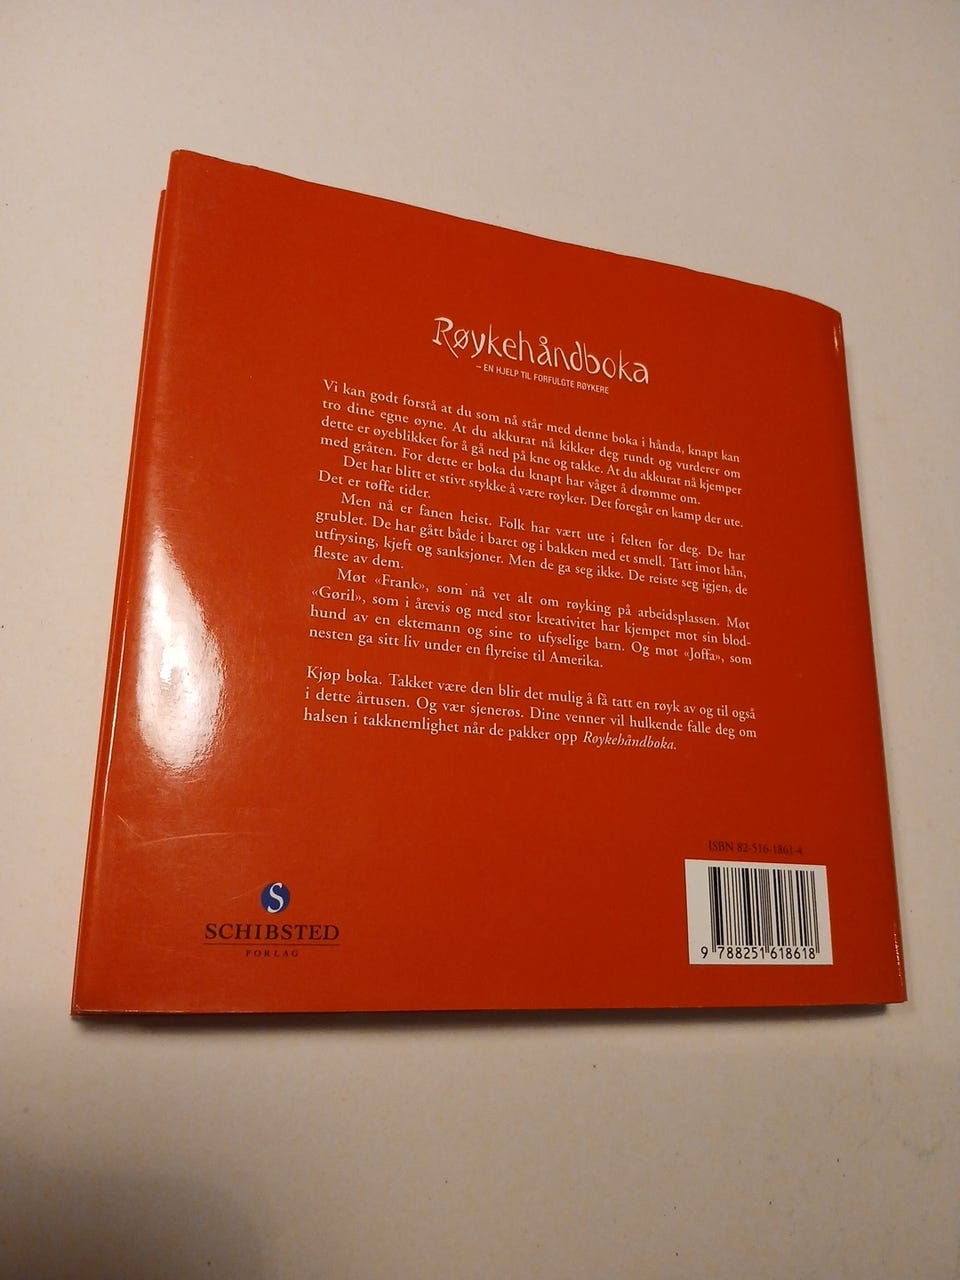 Røykehåndboka
– EN HJELP TIL FORFULGTE RØYKERE
Vi kan godt forstå at du som nå står med denne boka i hånda, knapt kan
tro dine egne øyne. At du akkurat nå kikker deg rundt og vurderer om
dette er øyeblikket for å gå ned på kne og takke. At du akkurat nå kjemper
med gråten. For dette er boka du knapt har våget å drømme om.
Det har blitt et stivt stykke å være røyker. Det foregår en kamp der ute.
Det er tøffe tider.
Men nå er fanen heist. Folk har vært ute i felten for deg. De har
grublet. De har gått både i baret og i bakken med et smell. Tatt imot hån,
utfrysing, kjeft og sanksjoner. Men de ga seg ikke. De reiste seg igjen, de
fleste av dem.
Møt «Frank», som nå vet alt om røyking på arbeidsplassen. Møt
«Gøril», som i årevis og med stor kreativitet har kjempet mot sin blod-
hund av en ektemann og sine to ufyselige barn. Og møt «Joffa», som
nesten ga sitt liv under en flyreise til Amerika.
Kjøp boka. Takket være den blir det mulig å få tatt en røyk av og til også
i dette årtusen. Og vær sjenerøs. Dine venner vil hulkende falle deg om
halsen i takknemlighet når de pakker opp Røykehåndboka.
ISBN 82-516-1861-4
9 788251 618618
S
SCHIBSTED
FORLAG